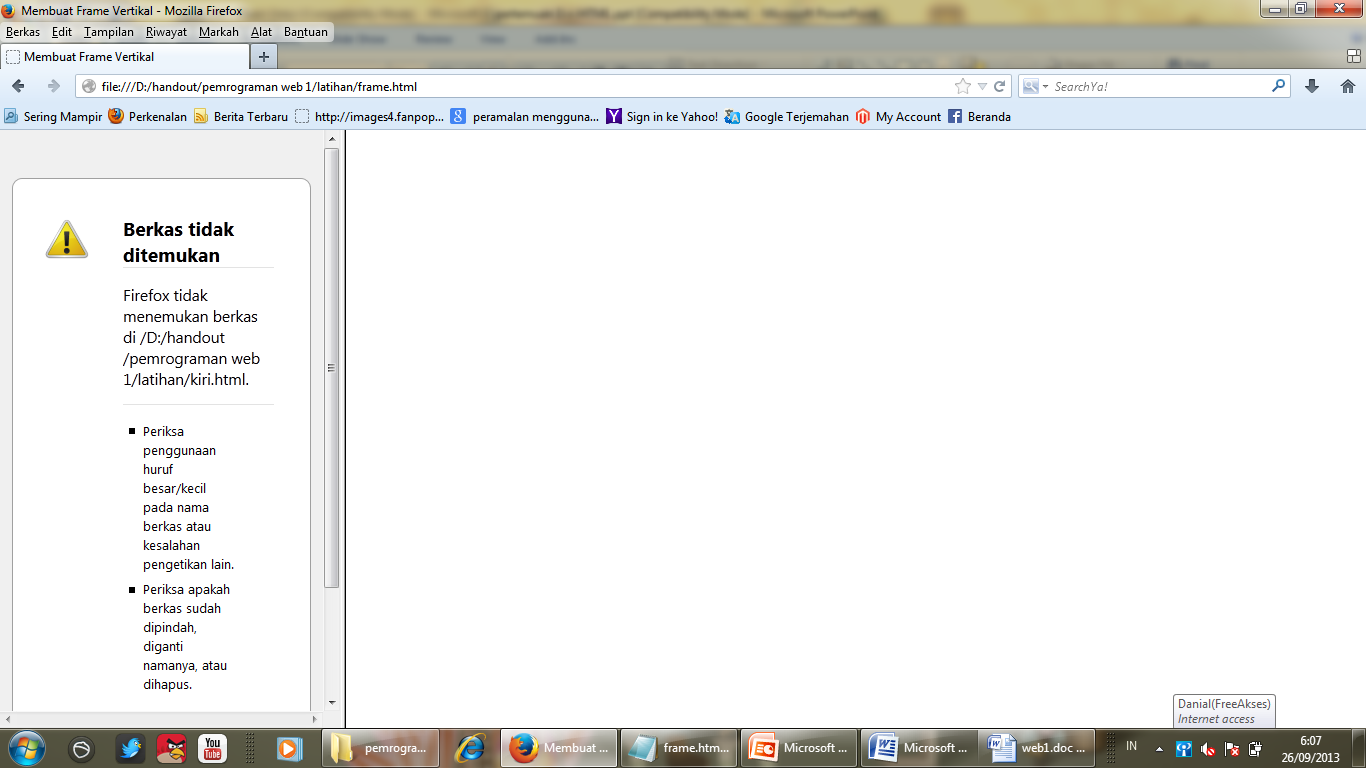 Membuat Frame Vertikal - Mozilla Firefox
Berkas Edit Tampilan Riwayat Markah Alat Bantuan
Membuat Frame Vertikal
file:///D:/handout/pemrograman web 1/latihan/frame.html
SearchYa!
Sering Mampir Perkenalan Berita Terbaru http://images4.fanpop... peramalan mengguna... Sign in ke Yahoo! Google Terjemahan My Account Beranda
Berkas tidak
ditemukan
Firefox tidak
menemukan berkas
di /D:/handout
/pemrograman web
1/latihan/kiri.html.
Periksa
penggunaan
huruf
besar/kecil
pada nama
berkas atau
kesalahan
pengetikan lain.
Periksa apakah
berkas sudah
dipindah,
diganti
namanya, atau
dihapus.
Danial(FreeAkses)
Internet access
You
Tube
pemrogra... Membuat ... frame.htm... Microsoft ... Microsoft ... web1.doc ...
IN
6:07
26/09/2013